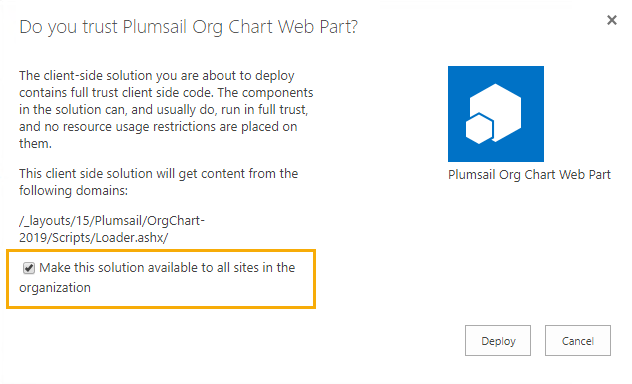 Do you trust Plumsail Org Chart Web Part?
The client-side solution you are about to deploy
contains full trust client side code. The components
in the solution can, and usually do, run in full trust,
and no resource usage restrictions are placed on
them.
This client side solution will get content from the
following domains:
/_layouts/15/Plumsail/OrgChart-
2019/Scripts/Loader.ashx/
Make this solution available to all sites in the
organization
Plumsail Org Chart Web Part
Deploy
Cancel